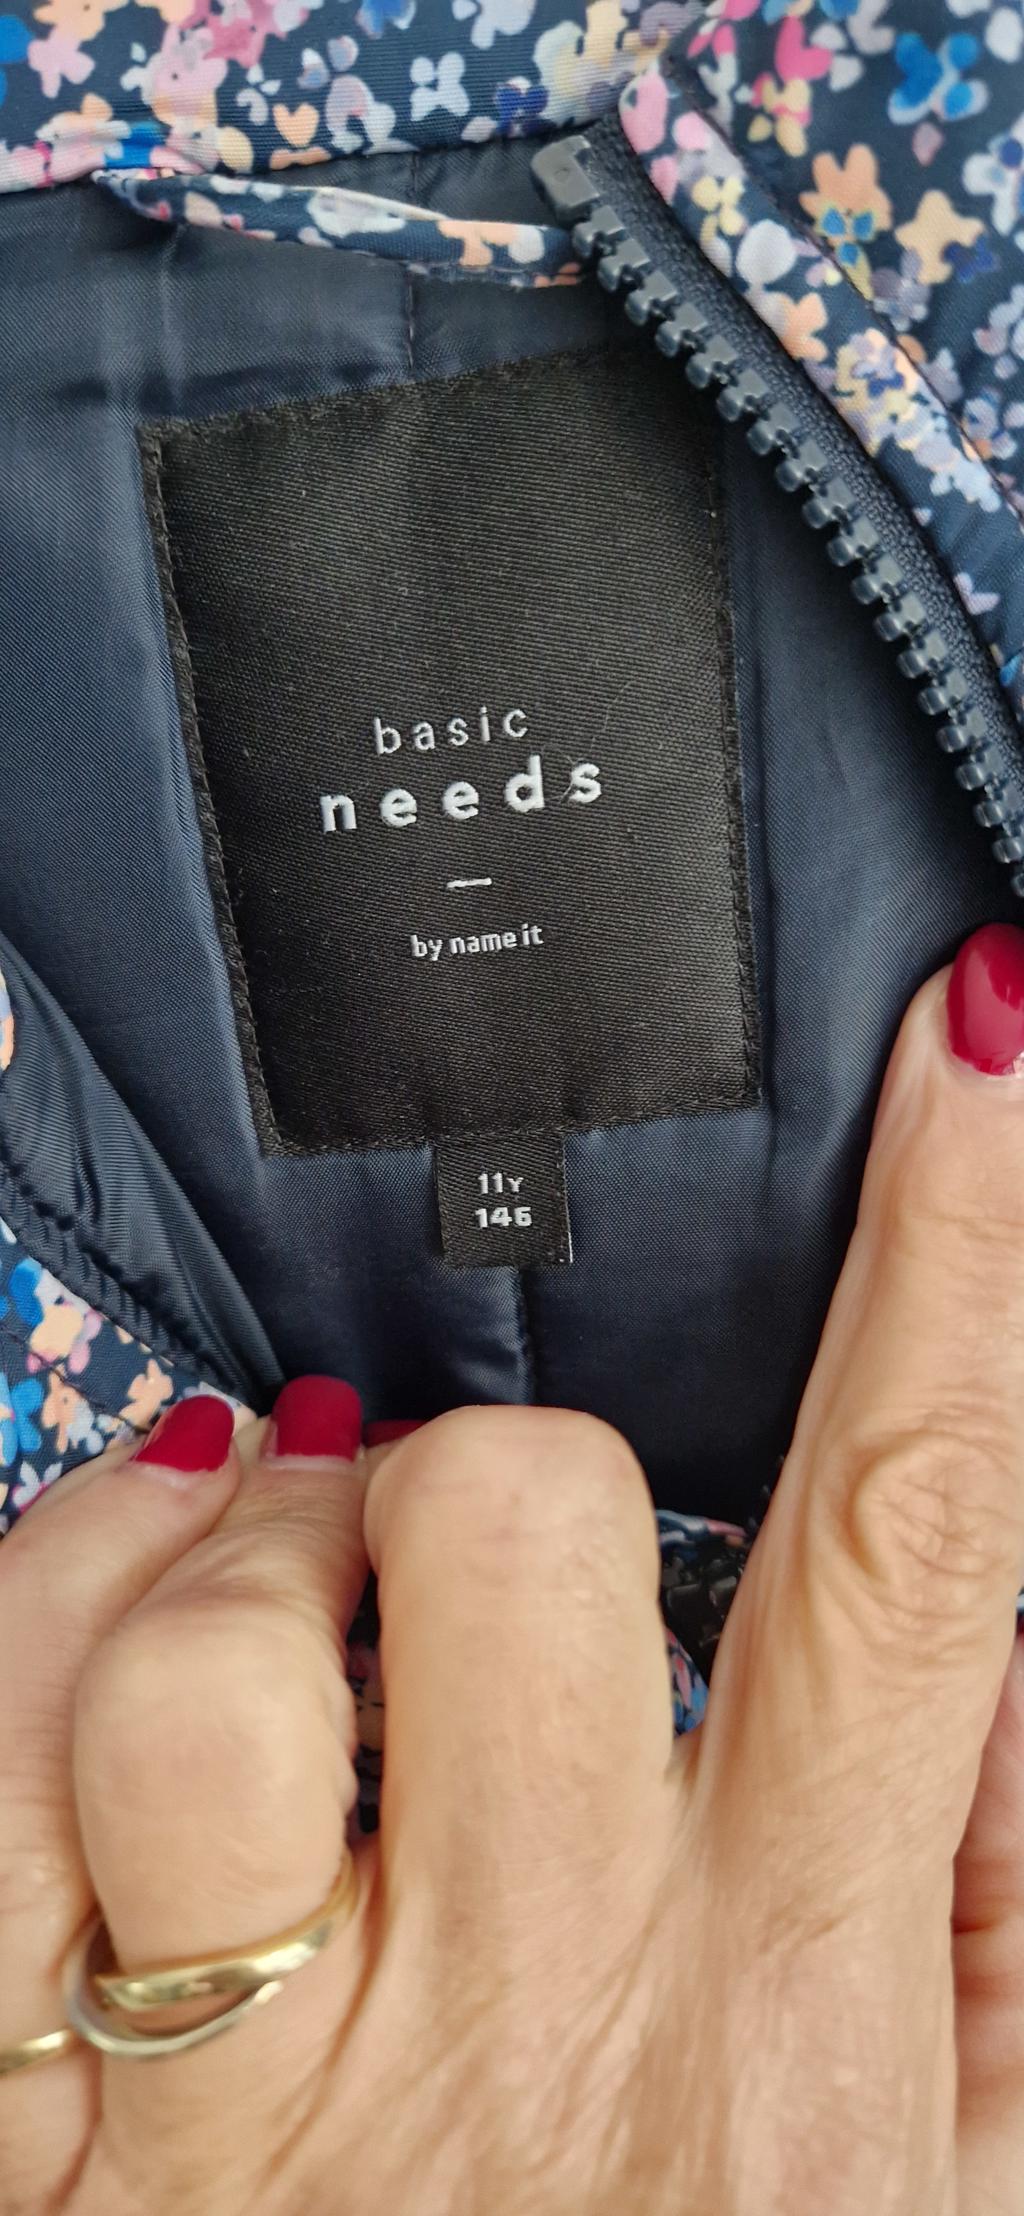 basic
needs
—
by name it
11Y
146